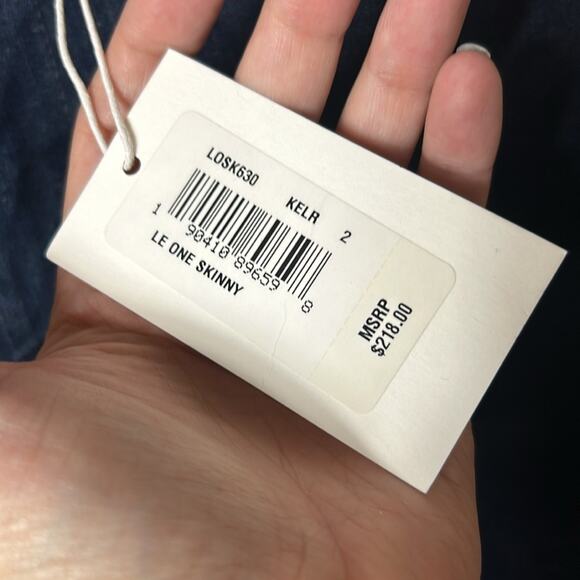 LOSK630 KELR 2
1 90410 89659 8
LE ONE SKINNY
MSRP
$218.00